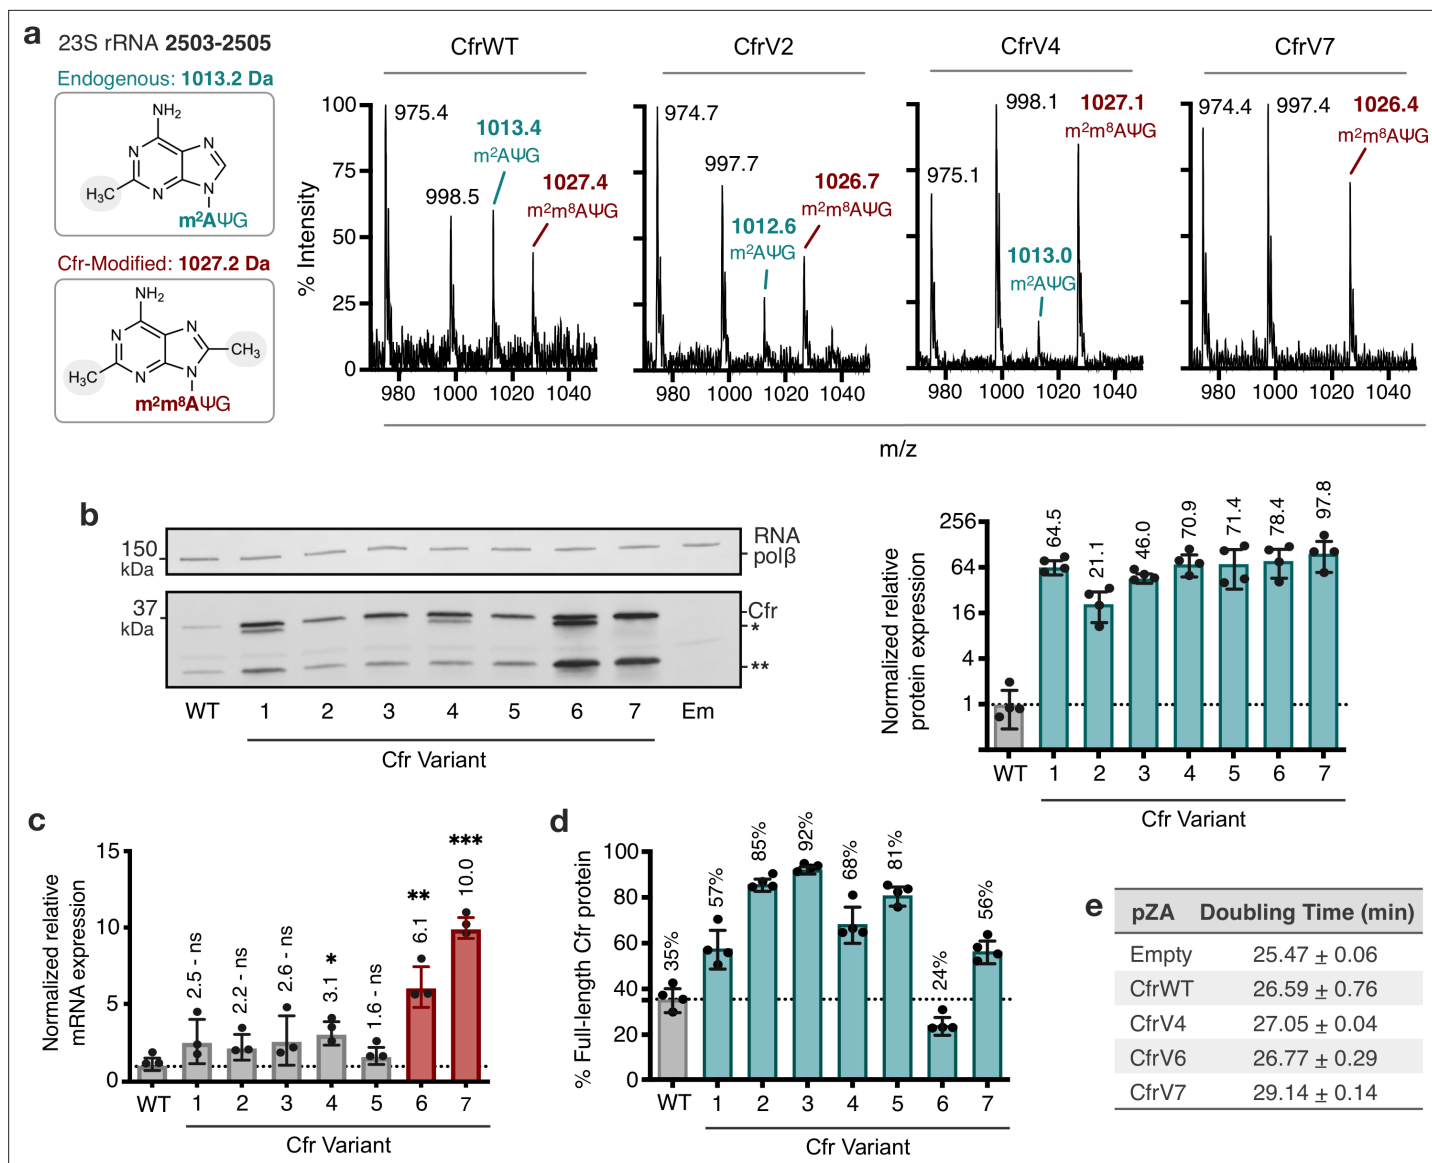 a
23S rRNA 2503-2505
Endogenous: 1013.2 Da
NH₂
N
N
N
N
H₃C
m²AΨG
Cfr-Modified: 1027.2 Da
NH₂
N
N
N
N
CH₃
H₃C
m²m⁸AΨG
CfrWT
CfrV2
CfrV4
CfrV7
% Intensity
100
75
50
25
0
975.4
998.5
1013.4
m²AΨG
1027.4
m²m⁸AΨG
980 1000 1020 1040
974.7
997.7
1012.6
m²AΨG
1026.7
m²m⁸AΨG
980 1000 1020 1040
975.1
998.1
1013.0
m²AΨG
1027.1
m²m⁸AΨG
980 1000 1020 1040
974.4
997.4
1026.4
m²m⁸AΨG
980 1000 1020 1040
m/z
b
150
kDa
RNA
polβ
37
kDa
Cfr
*
**
WT 1 2 3 4 5 6 7 Em
Cfr Variant
Normalized relative
protein expression
256
64
16
4
1
64.5
21.1
46.0
70.9
71.4
78.4
97.8
WT 1 2 3 4 5 6 7
Cfr Variant
c
Normalized relative
mRNA expression
15
10
5
0
2.5 - ns
2.2 - ns
2.6 - ns
3.1 *
1.6 - ns
6.1 **
10.0 ***
WT 1 2 3 4 5 6 7
Cfr Variant
d
% Full-length Cfr protein
100
80
60
40
20
0
35%
57%
85%
92%
68%
81%
24%
56%
WT 1 2 3 4 5 6 7
Cfr Variant
e
pZA Doubling Time (min)
Empty 25.47 ± 0.06
CfrWT 26.59 ± 0.76
CfrV4 27.05 ± 0.04
CfrV6 26.77 ± 0.29
CfrV7 29.14 ± 0.14